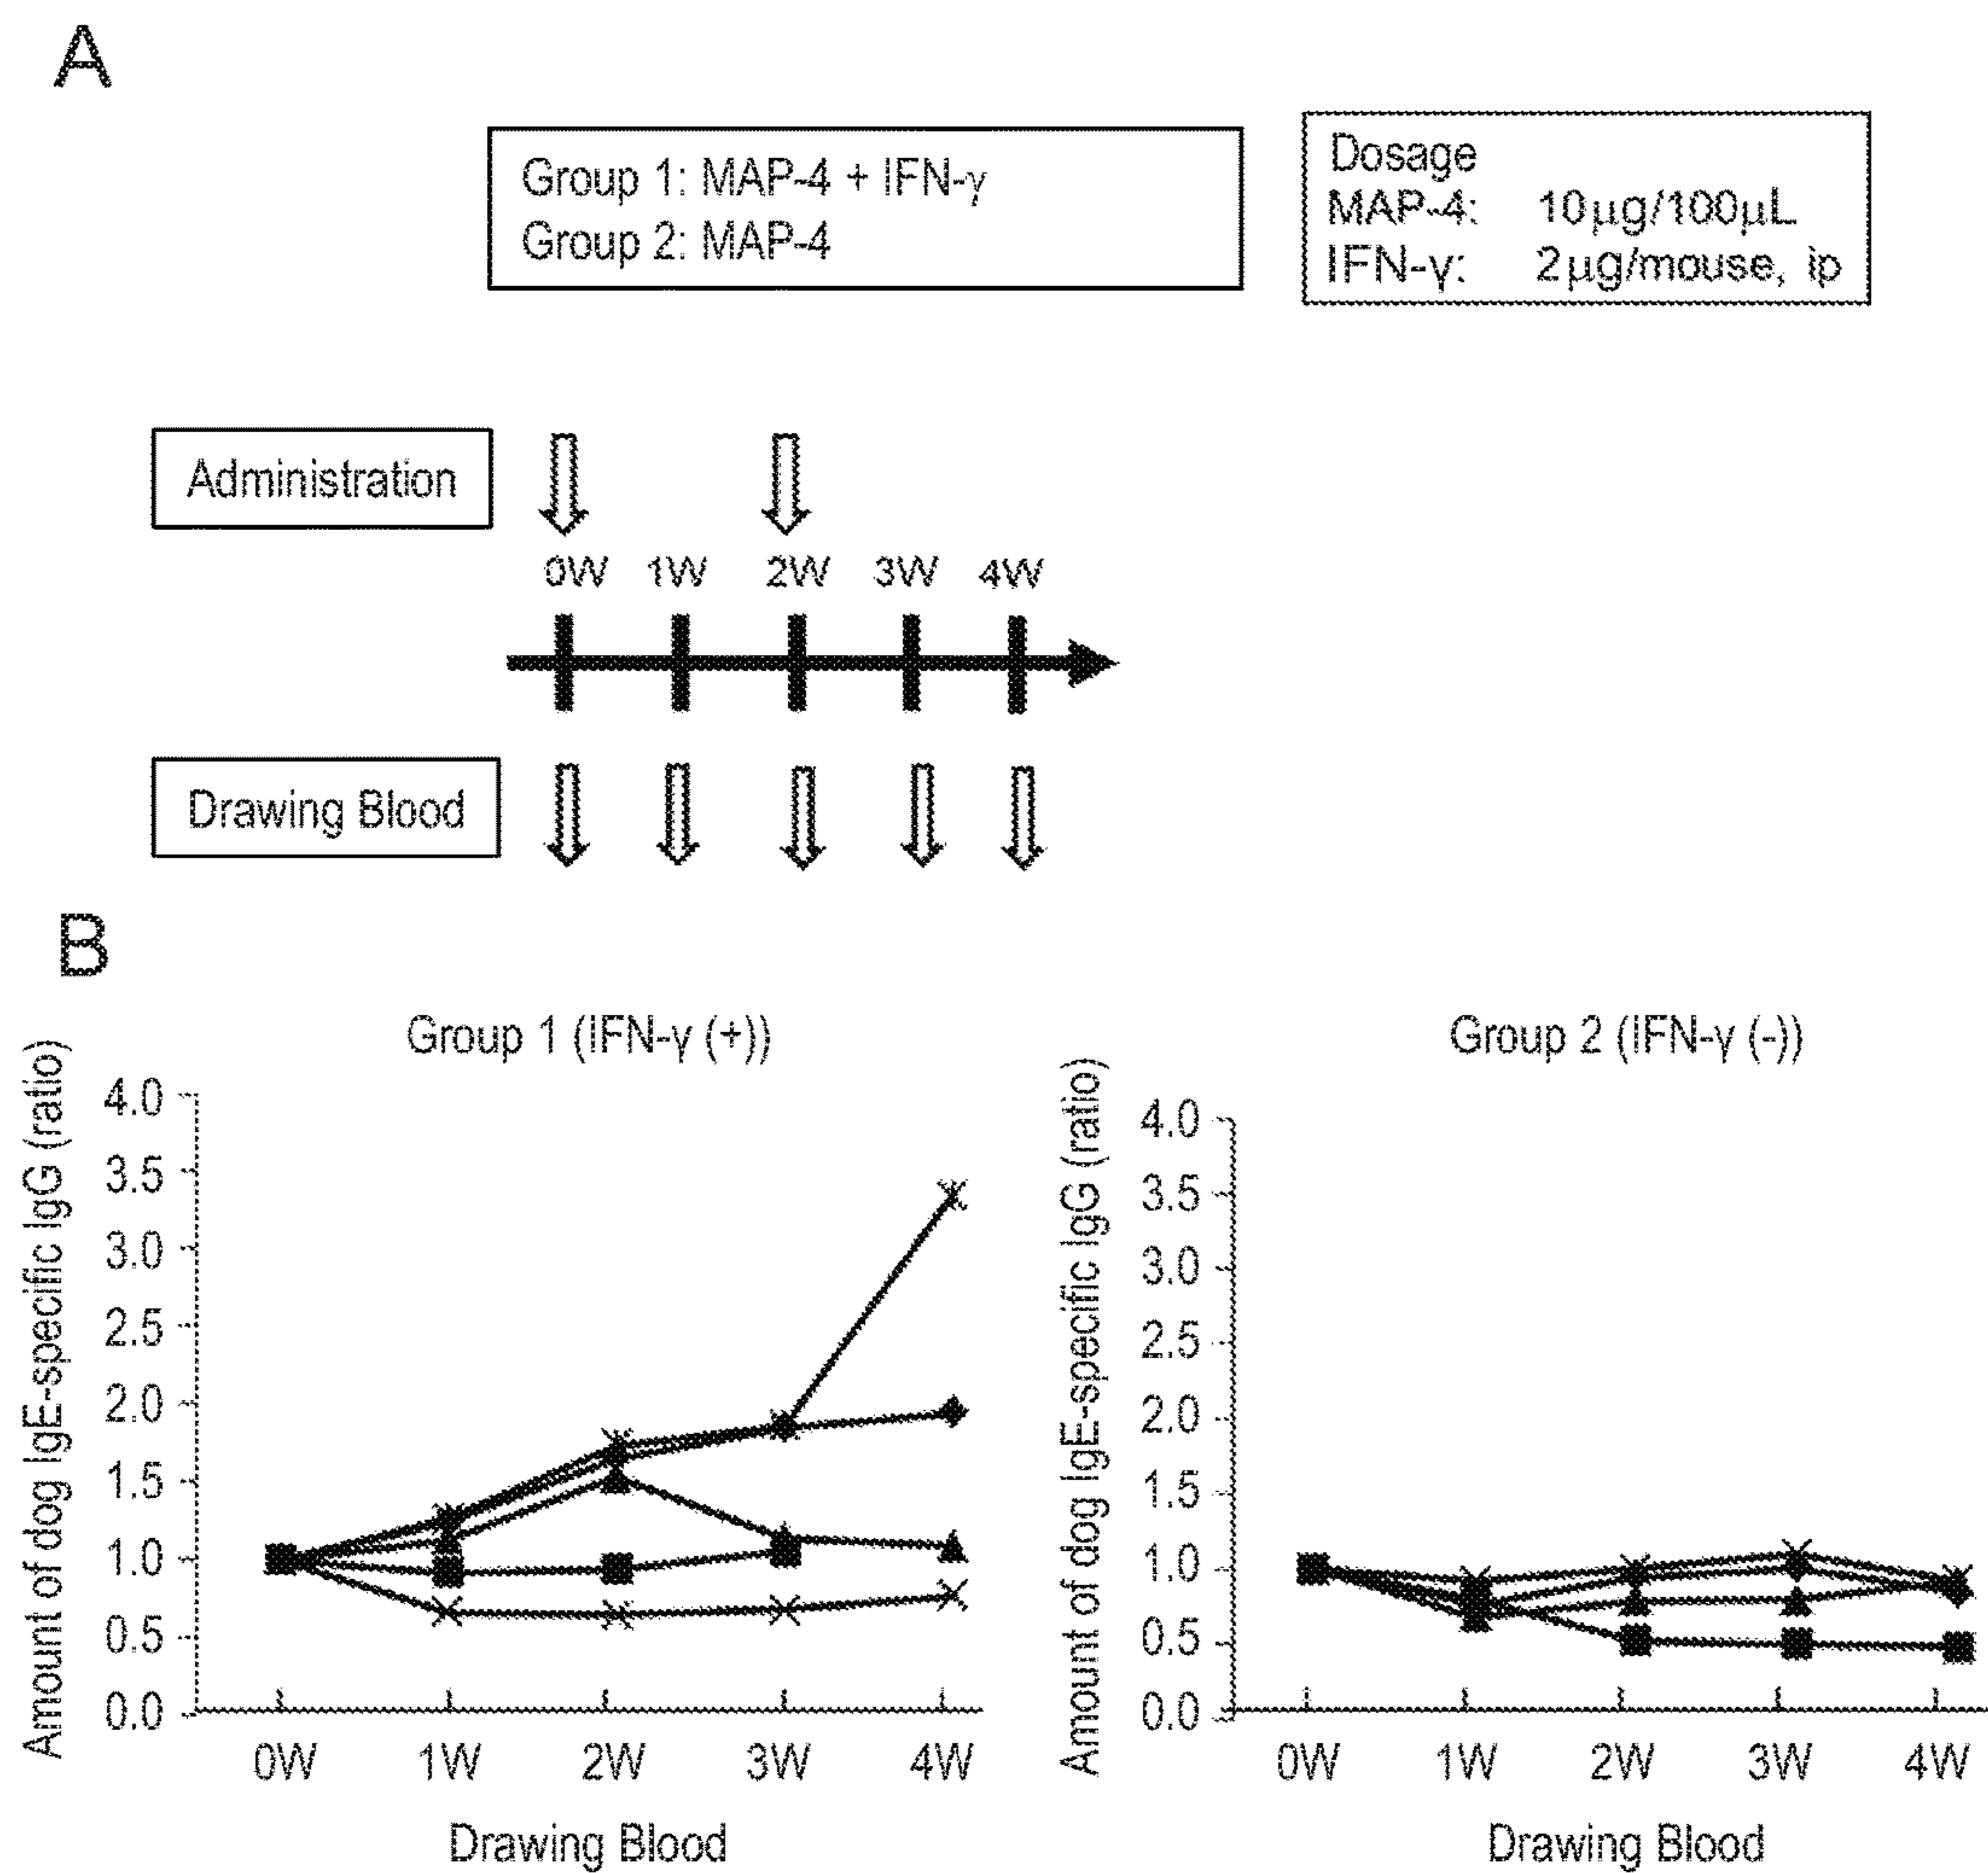 A
Group 1: MAP-4 + IFN-γ
Group 2: MAP-4
Dosage
MAP-4: 10μg/100μL
IFN-γ: 2μg/mouse, ip
Administration
0W 1W 2W 3W 4W
Drawing Blood
B
Group 1 (IFN-γ (+))
Amount of dog IgE-specific IgG (ratio)
4.0
3.5
3.0
2.5
2.0
1.5
1.0
0.5
0.0
0W 1W 2W 3W 4W
Drawing Blood
Group 2 (IFN-γ (-))
Amount of dog IgE-specific IgG (ratio)
4.0
3.5
3.0
2.5
2.0
1.5
1.0
0.5
0.0
0W 1W 2W 3W 4W
Drawing Blood